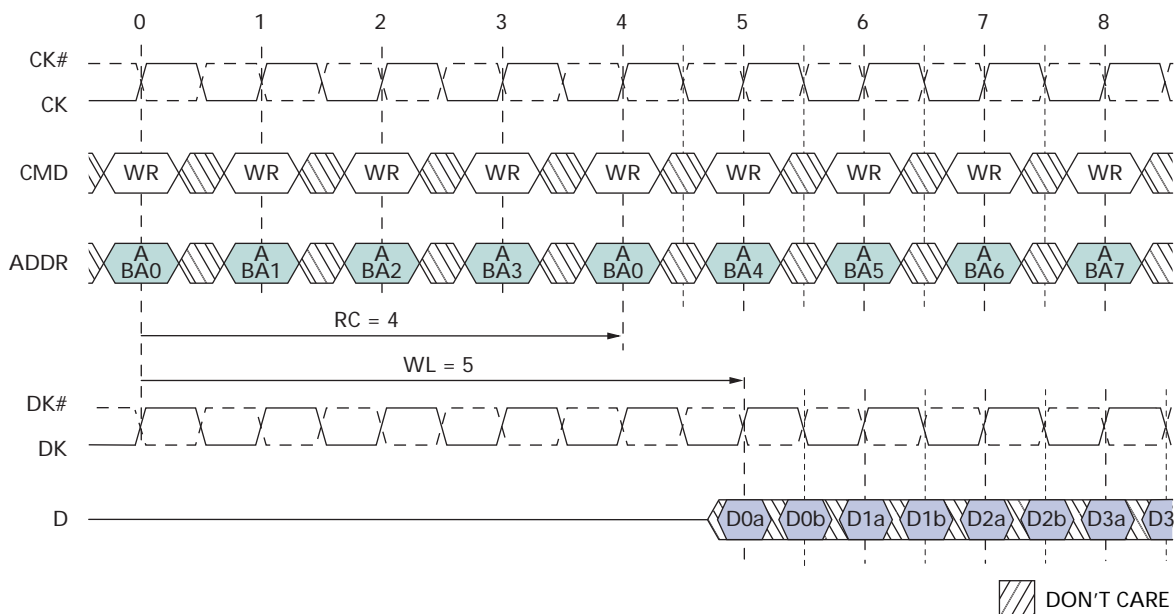 0 1 2 3 4 5 6 7 8
CK#
CK
CMD WR WR WR WR WR WR WR WR WR
ADDR
A A A A A A A A A
BA0 BA1 BA2 BA3 BA0 BA4 BA5 BA6 BA7
RC = 4
WL = 5
DK#
DK
D D0a D0b D1a D1b D2a D2b D3a D3
DON'T CARE